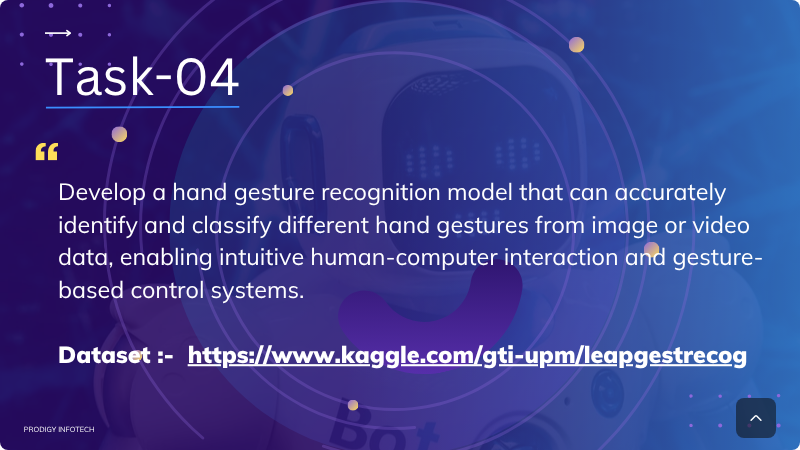 Task-04
“
Develop a hand gesture recognition model that can accurately
identify and classify different hand gestures from image or video
data, enabling intuitive human-computer interaction and gesture-
based control systems.
Dataset :- https://www.kaggle.com/gti-upm/leapgestrecog
Bot
PRODIGY INFOTECH